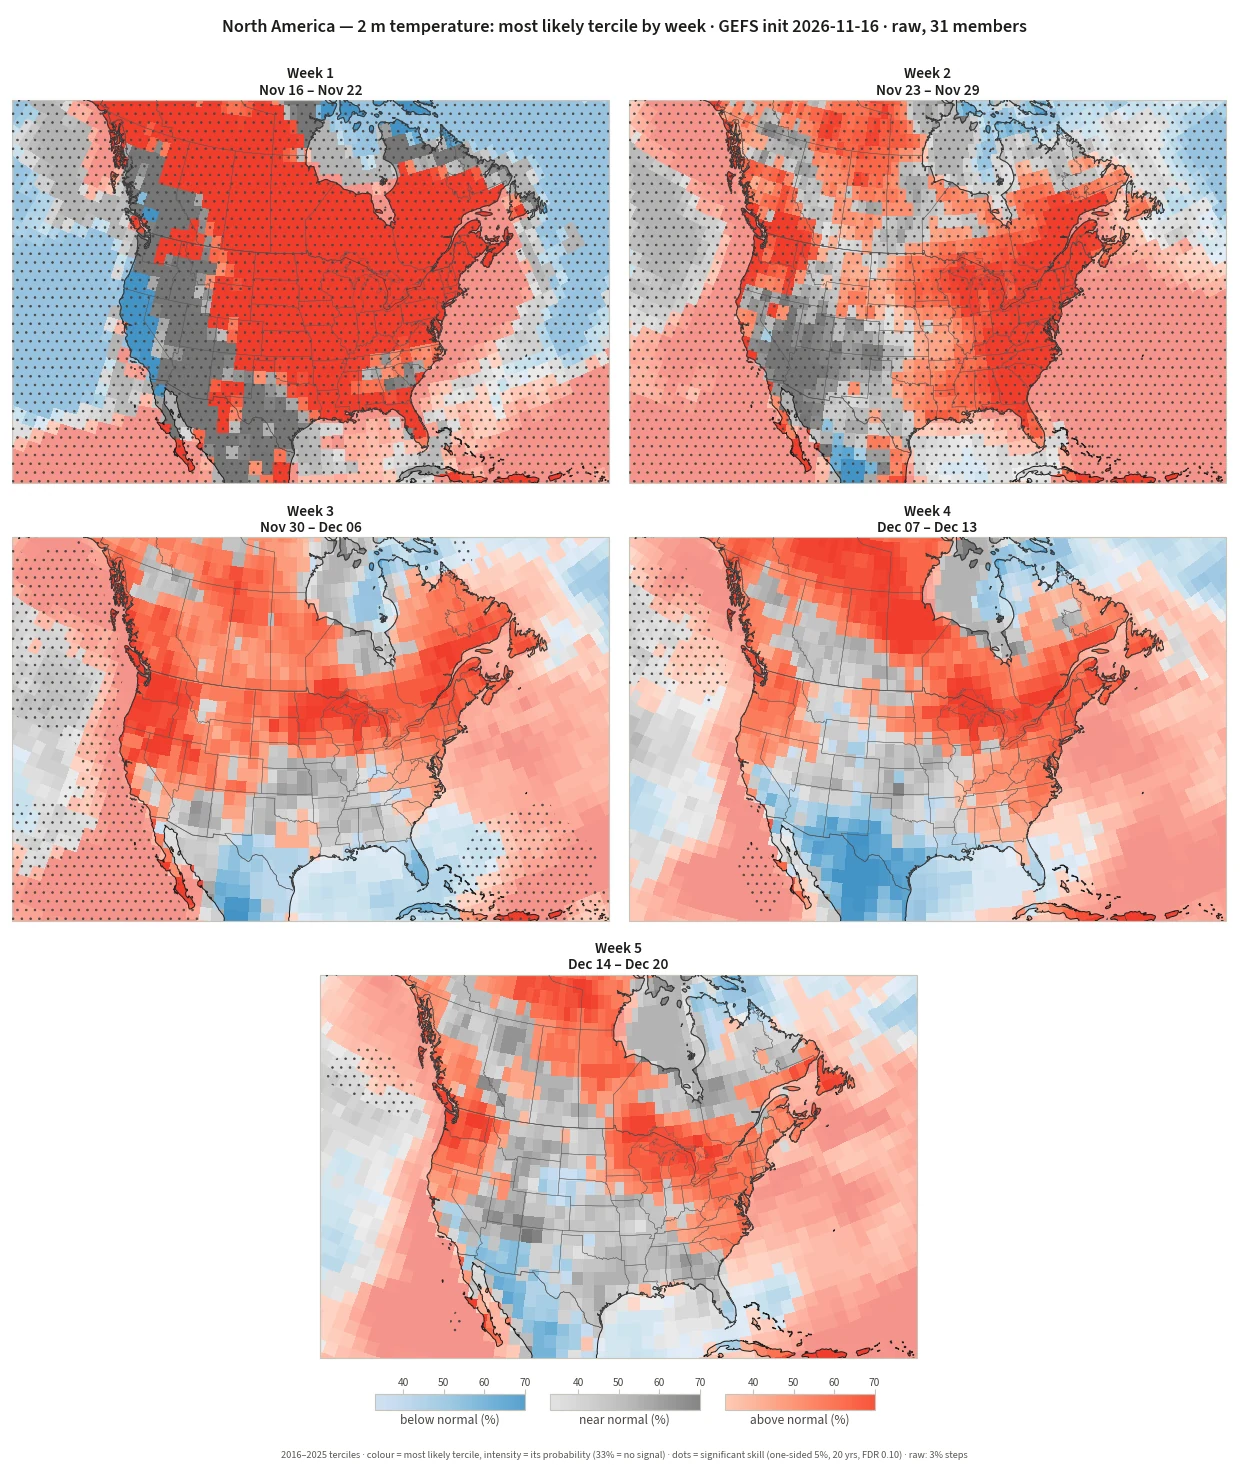 North America — 2 m temperature: most likely tercile by week · GEFS init 2026-11-16 · raw, 31 members
Week 1
Nov 16 – Nov 22
Week 2
Nov 23 – Nov 29
Week 3
Nov 30 – Dec 06
Week 4
Dec 07 – Dec 13
Week 5
Dec 14 – Dec 20
40 50 60 70
below normal (%)
40 50 60 70
near normal (%)
40 50 60 70
above normal (%)
2016–2025 terciles · colour = most likely tercile, intensity = its probability (33% = no signal) · dots = significant skill (one-sided 5%, 20 yrs, FDR 0.10) · raw: 3% steps